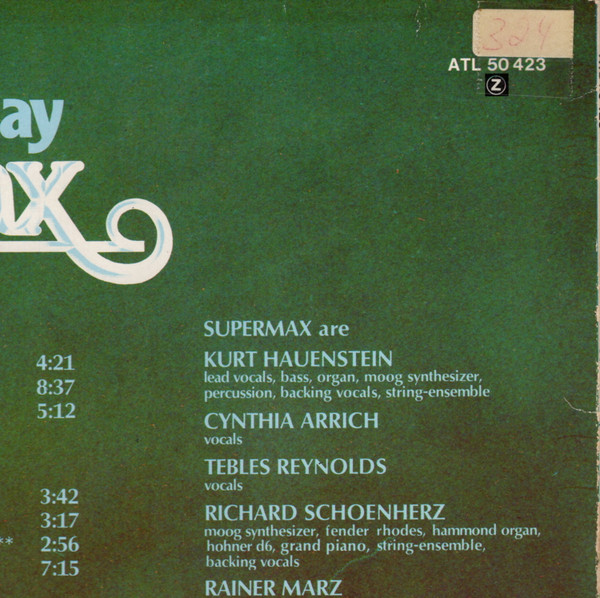 324
ATL 50 423
Z
ay
ax
SUPERMAX are
4:21
8:37
5:12
KURT HAUENSTEIN
lead vocals, bass, organ, moog synthesizer,
percussion, backing vocals, string-ensemble
CYNTHIA ARRICH
vocals
TEBLES REYNOLDS
vocals
3:42
3:17
** 2:56
7:15
RICHARD SCHOENHERZ
moog synthesizer, fender rhodes, hammond organ,
hohner d6, grand piano, string-ensemble,
backing vocals
RAINER MARZ